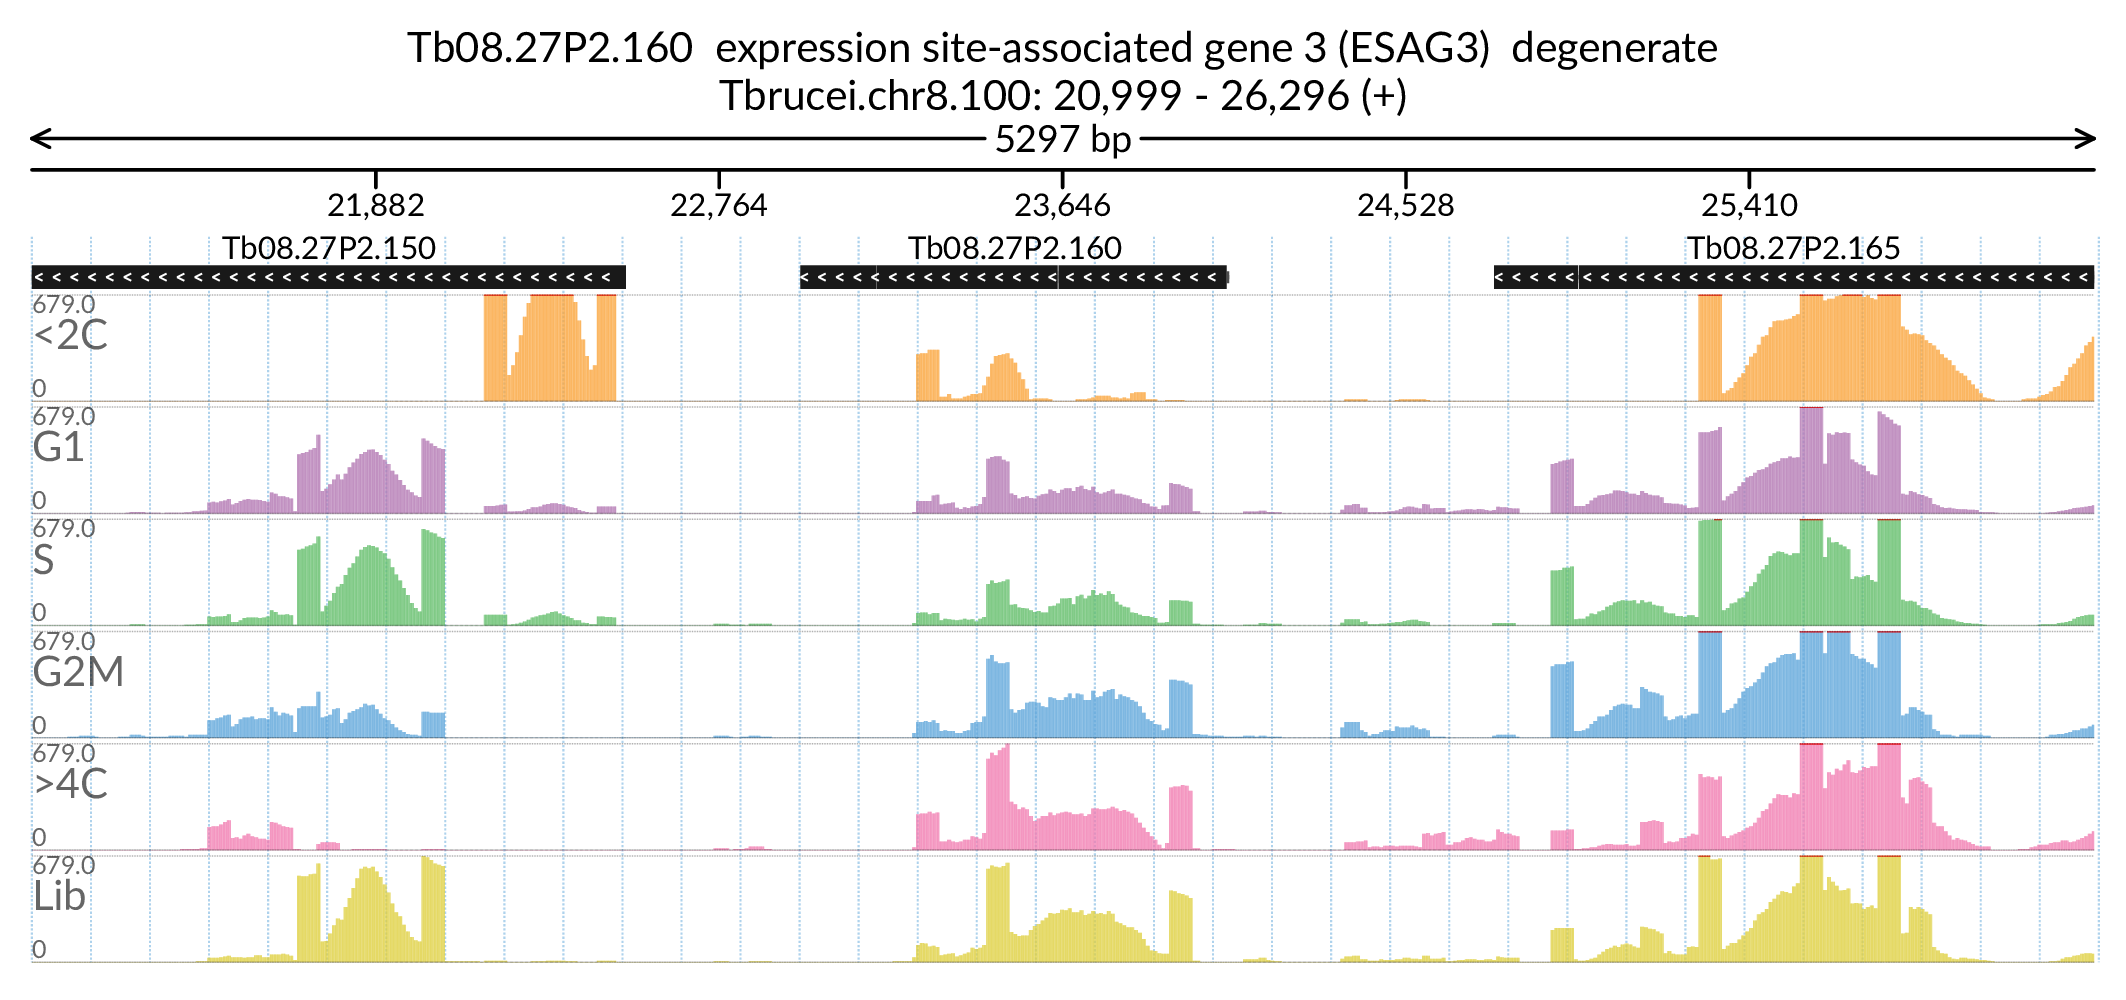 Tb08.27P2.160  expression site-associated gene 3 (ESAG3)  degenerate
Tbrucei.chr8.100: 20,999 - 26,296 (+)
5297 bp
21,882 22,764 23,646 24,528 25,410
Tb08.27P2.150 Tb08.27P2.160 Tb08.27P2.165
679.0
<2C
0
679.0
G1
0
679.0
S
0
679.0
G2M
0
679.0
>4C
0
679.0
Lib
0